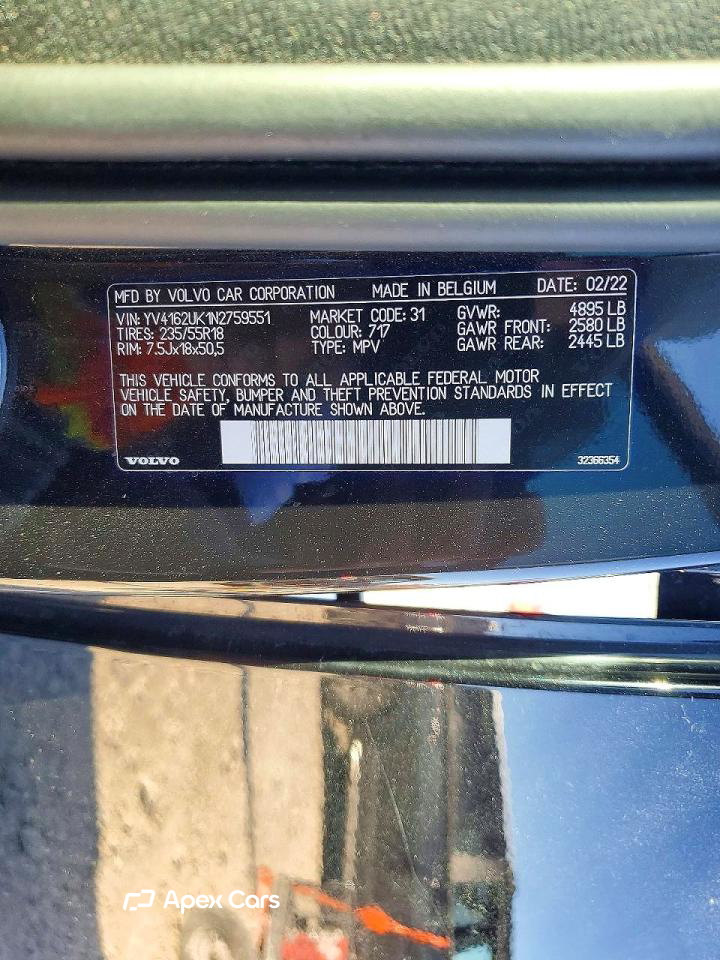 MFD BY VOLVO CAR CORPORATION MADE IN BELGIUM DATE: 02/22
VIN: YV4162UK1N2759551 MARKET CODE: 31 GVWR: 4895 LB
TIRES: 235/55R18 COLOUR: 717 GAWR FRONT: 2580 LB
RIM: 7.5Jx18x50,5 TYPE: MPV GAWR REAR: 2445 LB
THIS VEHICLE CONFORMS TO ALL APPLICABLE FEDERAL MOTOR
VEHICLE SAFETY, BUMPER AND THEFT PREVENTION STANDARDS IN EFFECT
ON THE DATE OF MANUFACTURE SHOWN ABOVE.
VOLVO 32366354
Apex Cars